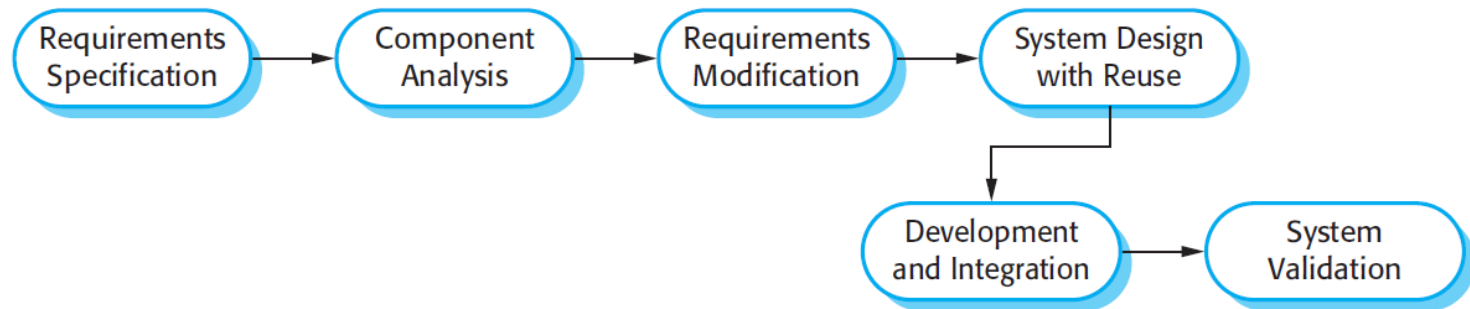 Requirements
Specification
Component
Analysis
Requirements
Modification
System Design
with Reuse
Development
and Integration
System
Validation